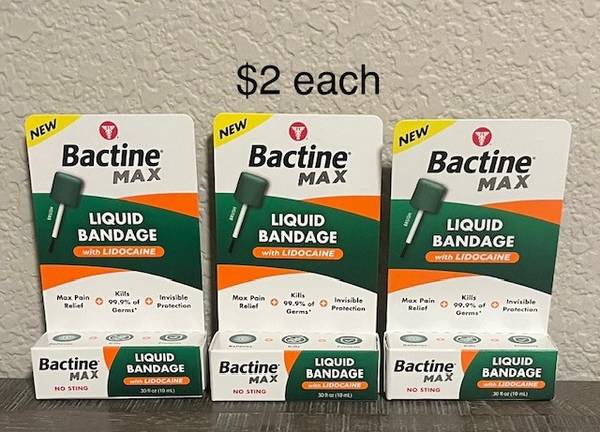 $2 each
NEW
Bactine
MAX
BRUSH
LIQUID
BANDAGE
with LIDOCAINE
Max Pain
Relief
Kills
99.9% of
Germs*
Invisible
Protection
Bactine
MAX
NO STING
LIQUID
BANDAGE
with LIDOCAINE
.30 fl oz (10 mL)
NEW
Bactine
MAX
BRUSH
LIQUID
BANDAGE
with LIDOCAINE
Max Pain
Relief
Kills
99.9% of
Germs*
Invisible
Protection
Bactine
MAX
NO STING
LIQUID
BANDAGE
with LIDOCAINE
.30 fl oz (10 mL)
NEW
Bactine
MAX
BRUSH
LIQUID
BANDAGE
with LIDOCAINE
Max Pain
Relief
Kills
99.9% of
Germs*
Invisible
Protection
Bactine
MAX
NO STING
LIQUID
BANDAGE
with LIDOCAINE
.30 fl oz (10 mL)